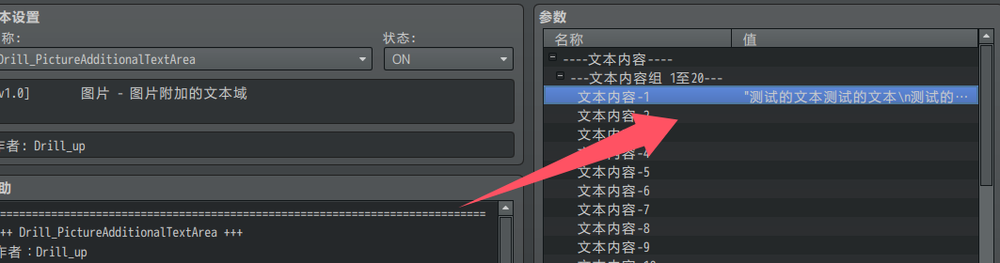 本设置
称:
Drill_PictureAdditionalTextArea
状态:
ON
v1.0] 图片 - 图片附加的文本域
作者: Drill_up
助
=================================================================
++ Drill_PictureAdditionalTextArea +++
作者：Drill_up
参数
名称 值
----文本内容----
---文本内容组 1至20---
文本内容-1 "测试的文本测试的文本\n测试的…
文本内容-2
文本内容
文本内容-4
文本内容-5
文本内容-6
文本内容-7
文本内容-8
文本内容-9